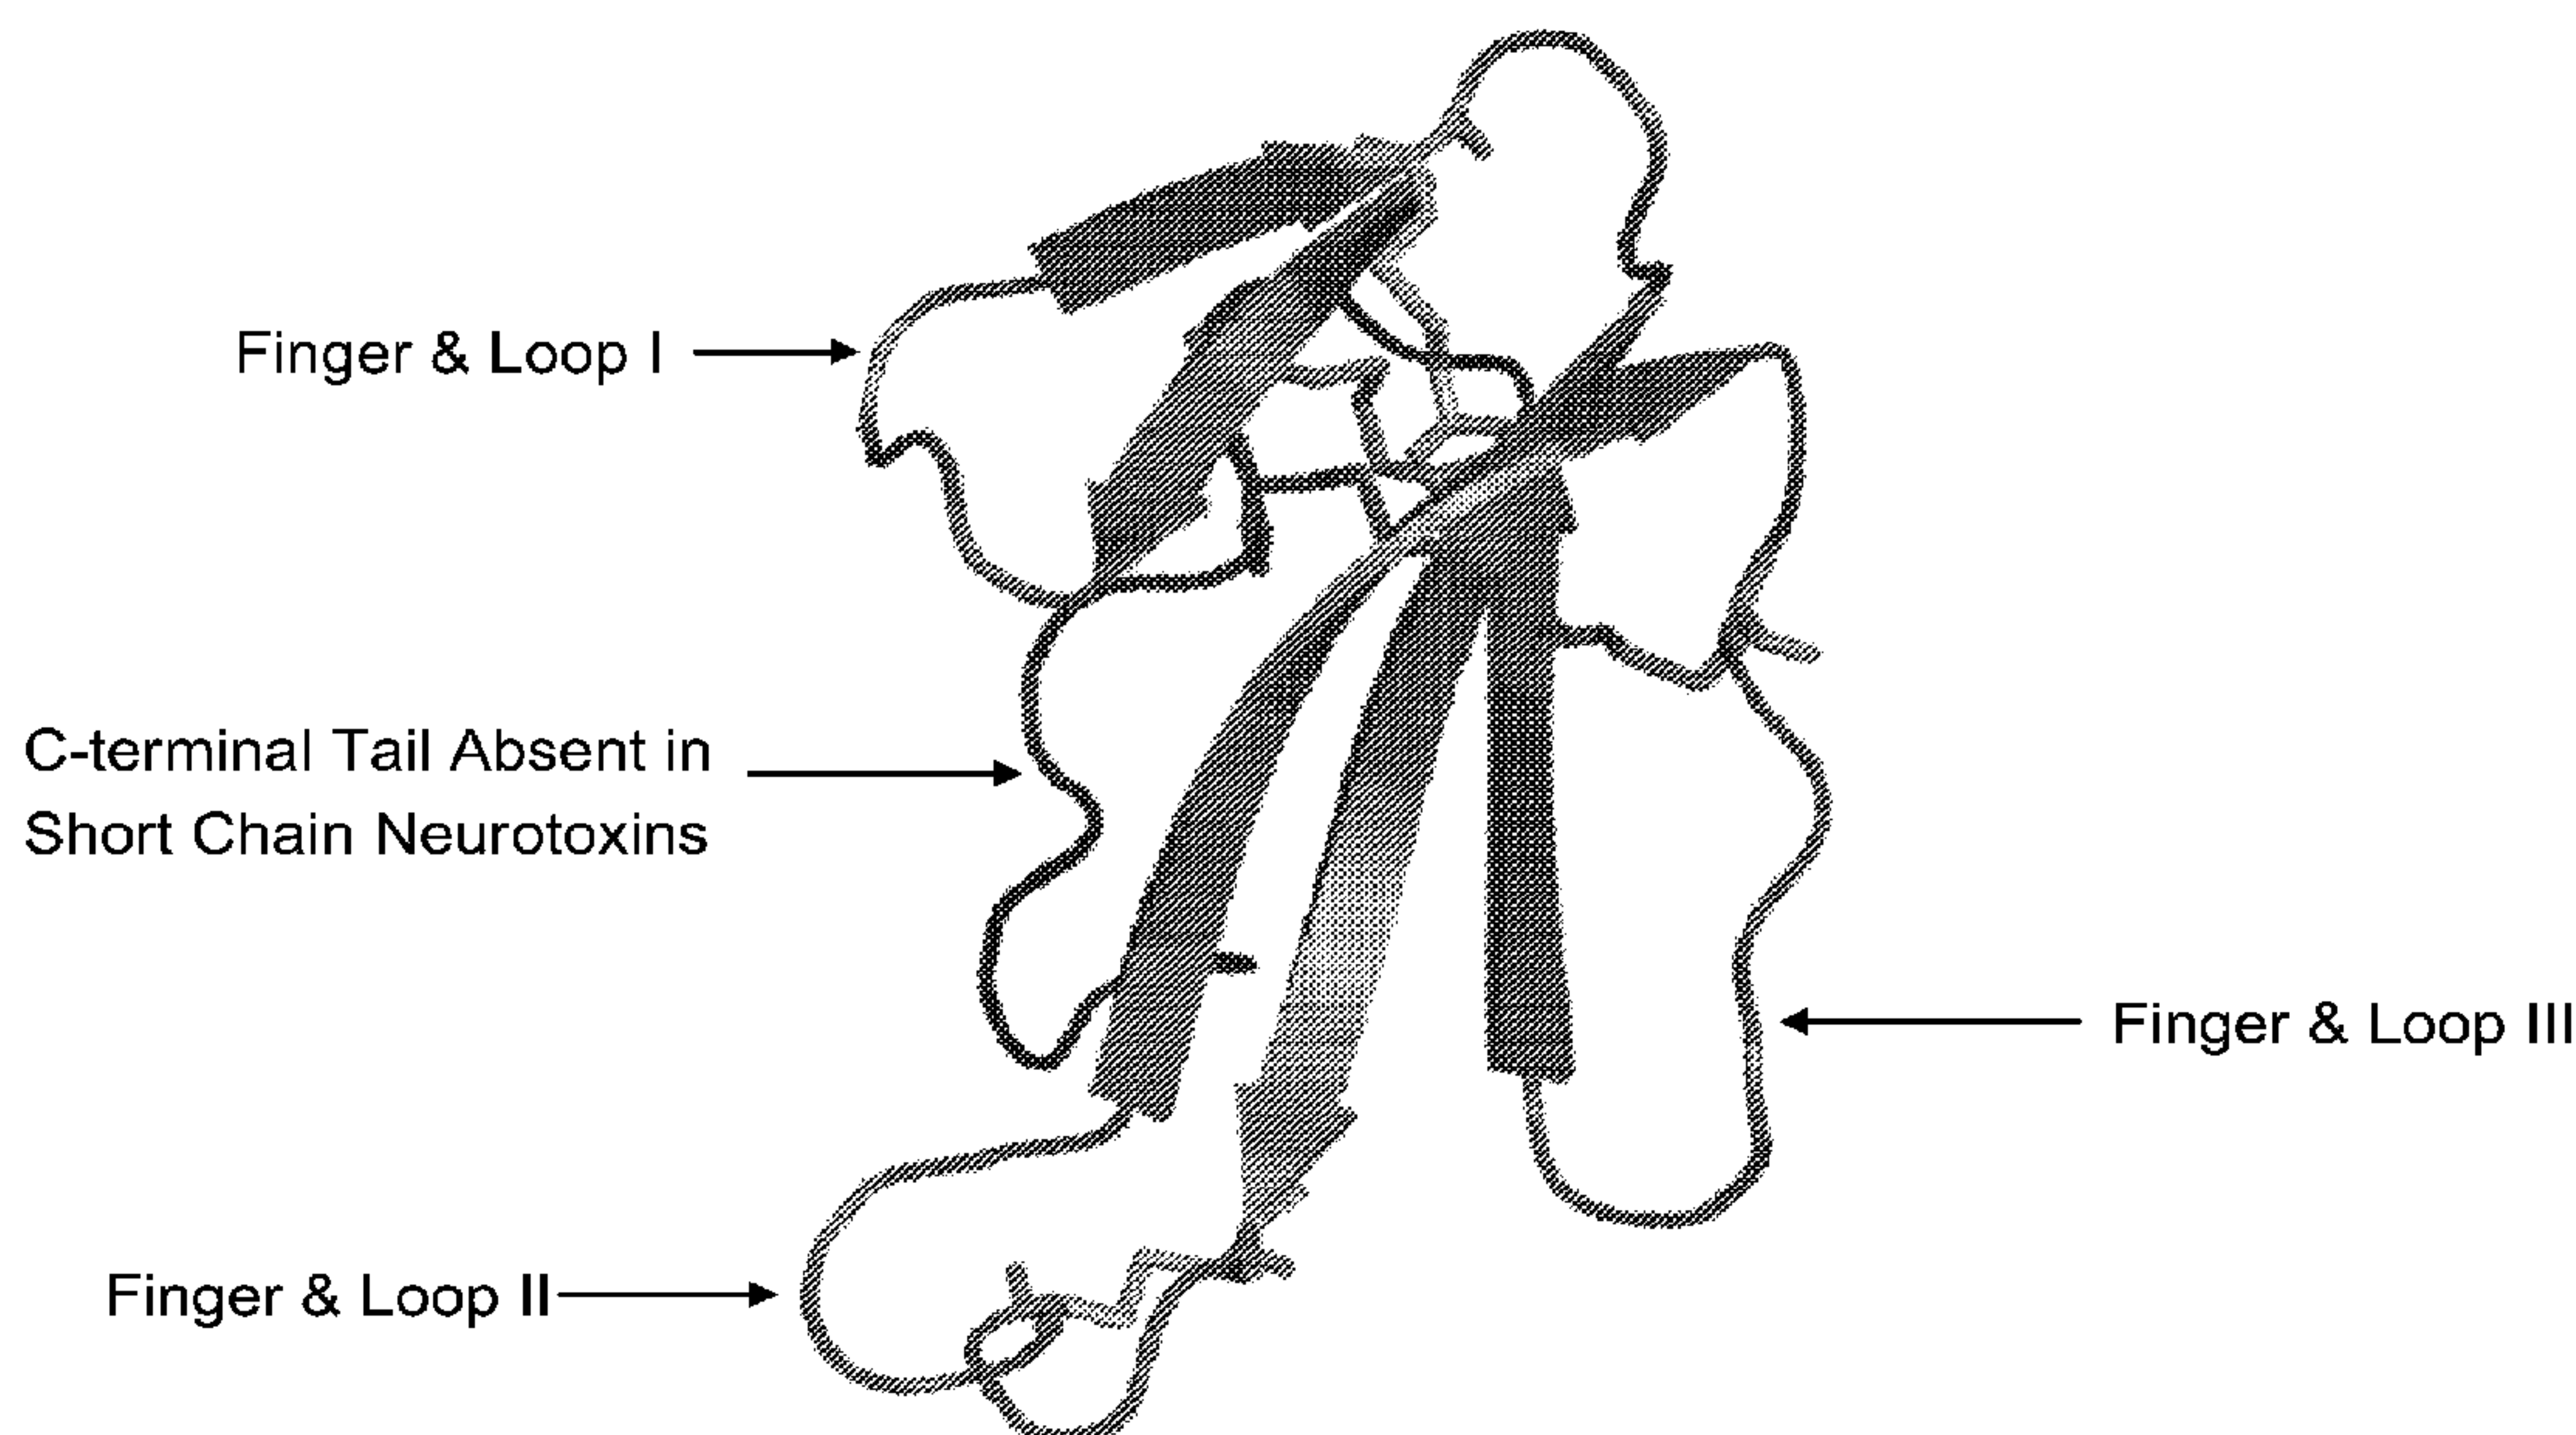 Finger & Loop I
C-terminal Tail Absent in
Short Chain Neurotoxins
Finger & Loop III
Finger & Loop II